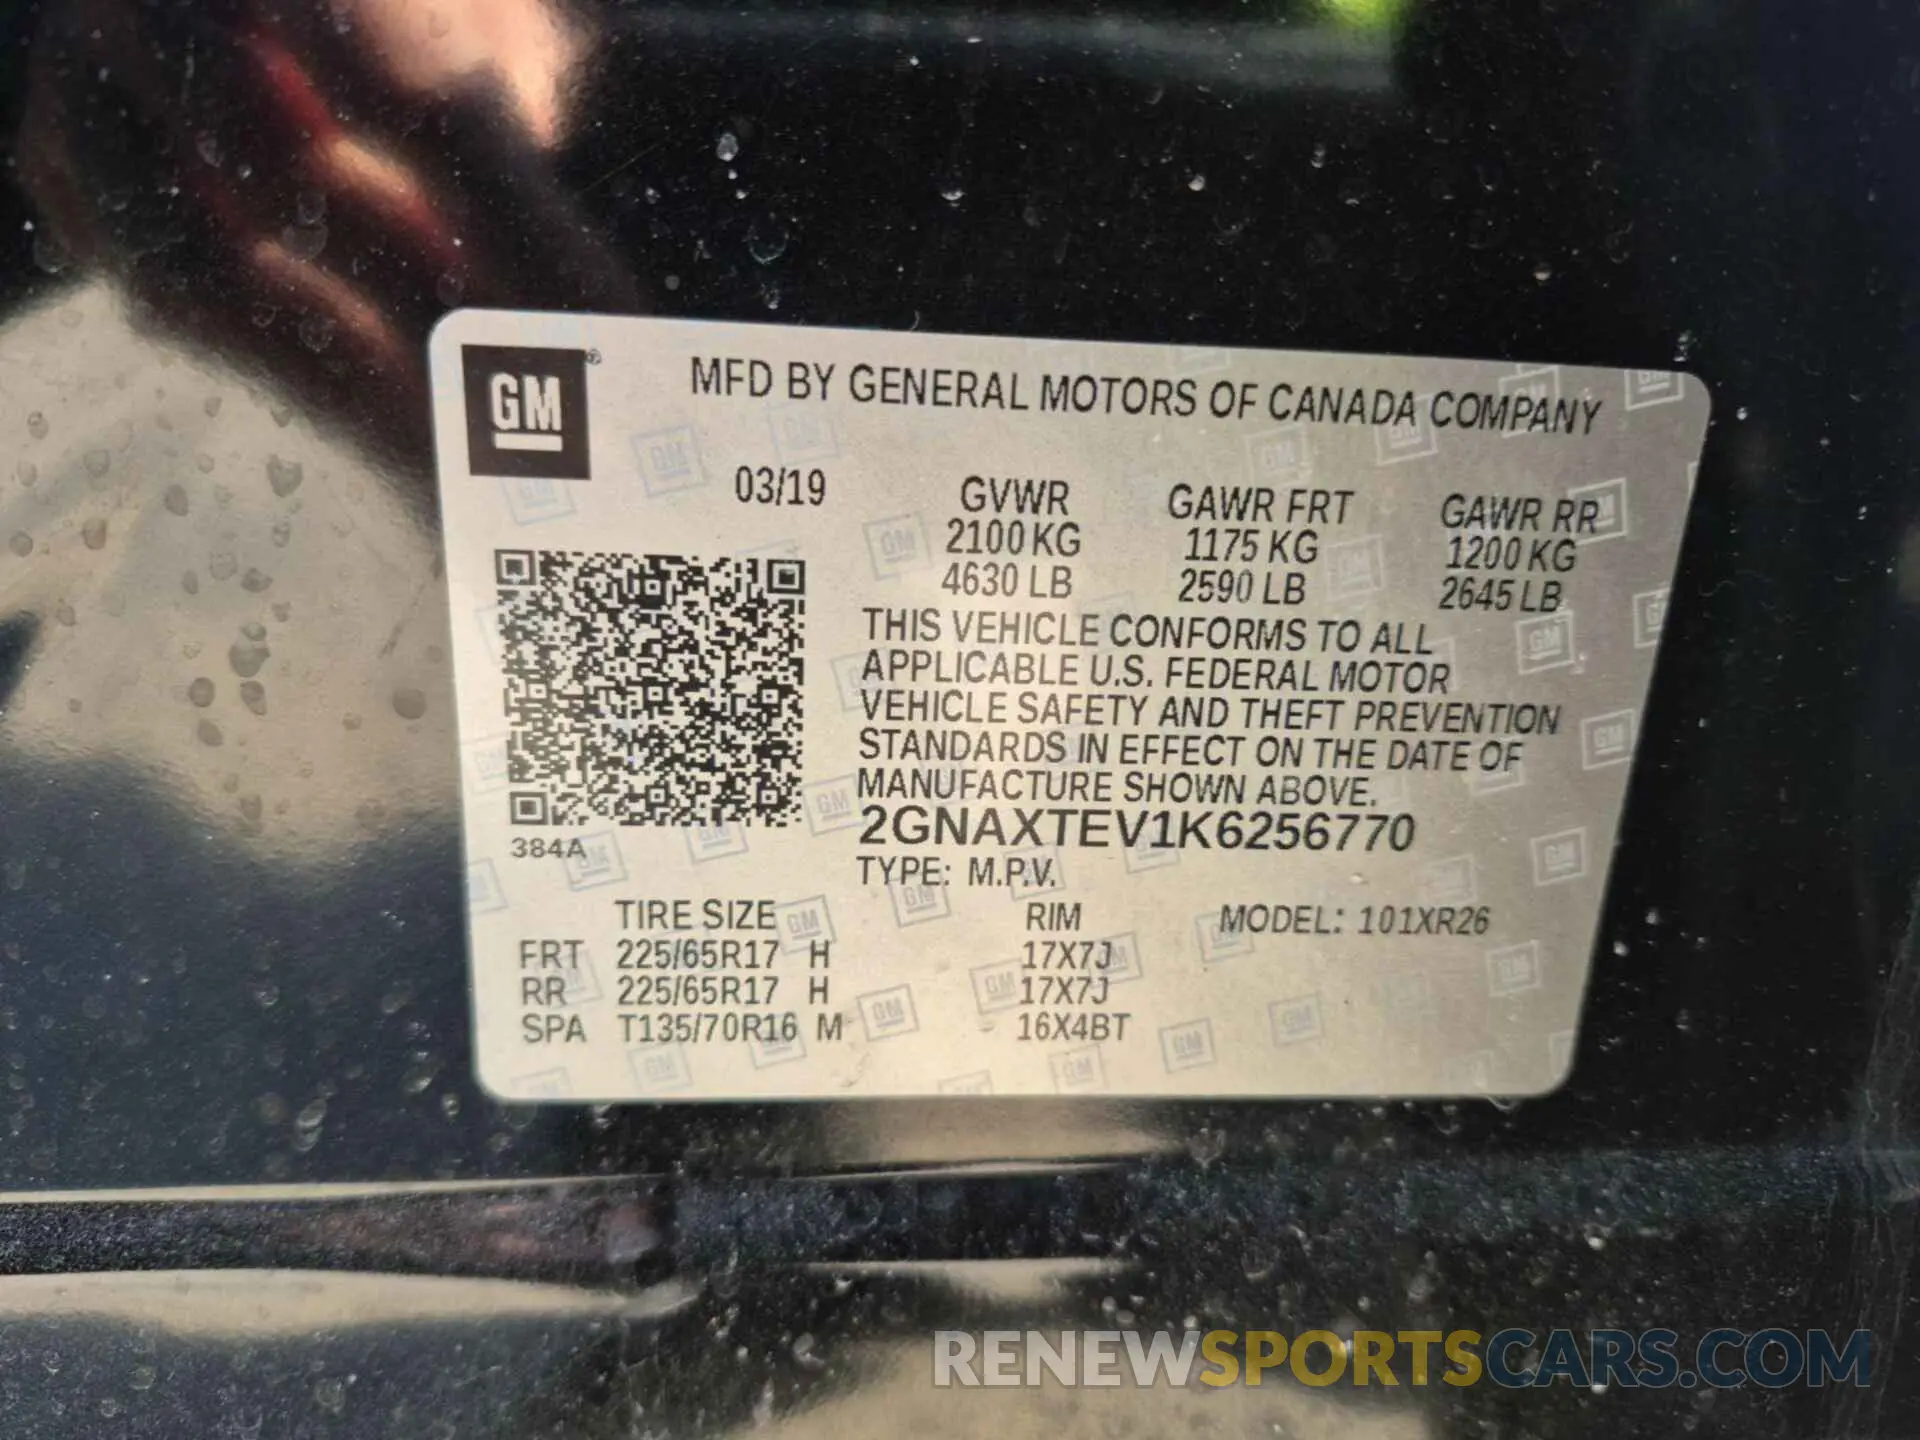 GM®
MFD BY GENERAL MOTORS OF CANADA COMPANY
03/19 GVWR GAWR FRT GAWR RR
2100 KG 1175 KG 1200 KG
4630 LB 2590 LB 2645 LB
THIS VEHICLE CONFORMS TO ALL
APPLICABLE U.S. FEDERAL MOTOR
VEHICLE SAFETY AND THEFT PREVENTION
STANDARDS IN EFFECT ON THE DATE OF
MANUFACTURE SHOWN ABOVE.
2GNAXTEV1K6256770
384A
TYPE: M.P.V.
TIRE SIZE RIM MODEL: 101XR26
FRT 225/65R17 H 17X7J
RR 225/65R17 H 17X7J
SPA T135/70R16 M 16X4BT
RENEWSPORTSCARS.COM